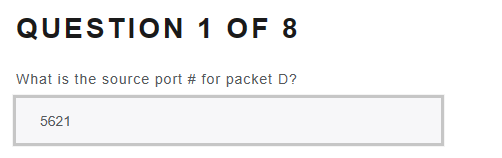 QUESTION 1 OF 8
What is the source port # for packet D?
5621